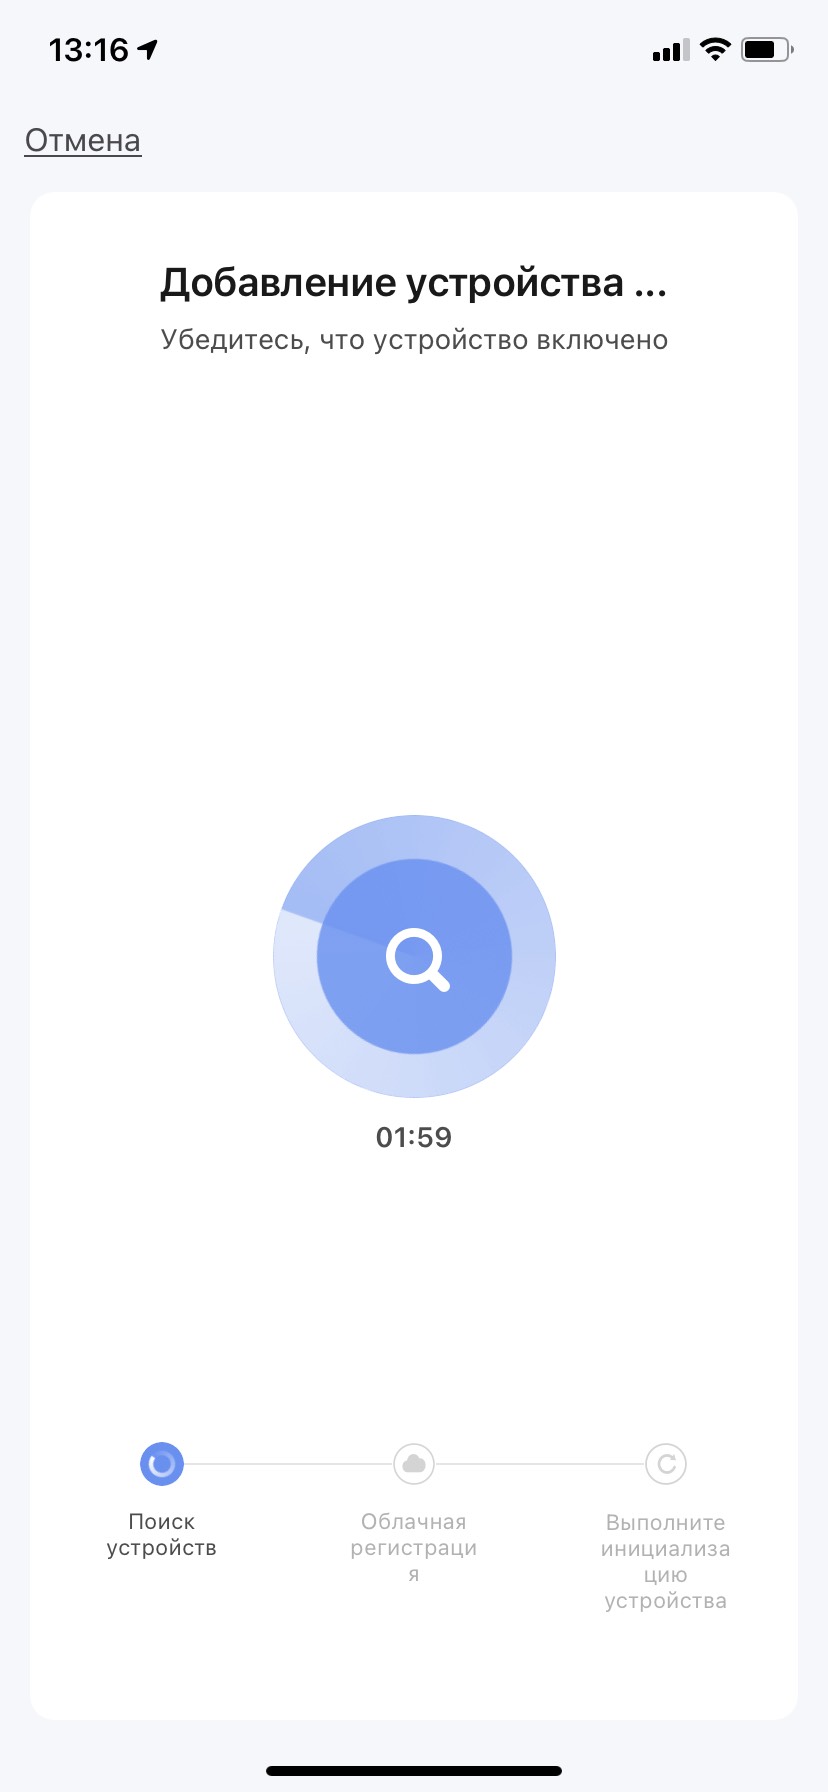 13:16
Отмена
Добавление устройства ...
Убедитесь, что устройство включено
01:59
Поиск
устройств
Облачная
регистраци
я
Выполните
инициализа
цию
устройства